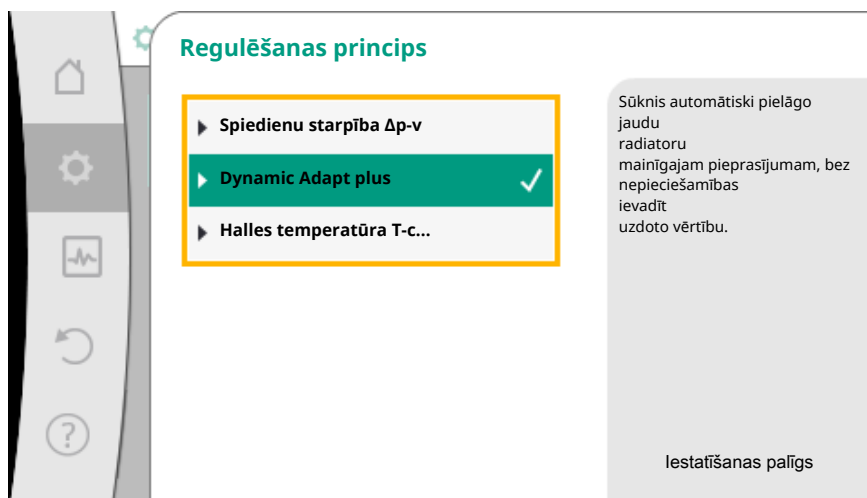 Regulēšanas princips
Spiedienu starpība Δp-v
Dynamic Adapt plus
Halles temperatūra T-c...
Sūknis automātiski pielāgo
jaudu
radiatoru
mainīgajam pieprasījumam, bez
nepieciešamības
ievadīt
uzdoto vērtību.
Iestatīšanas palīgs